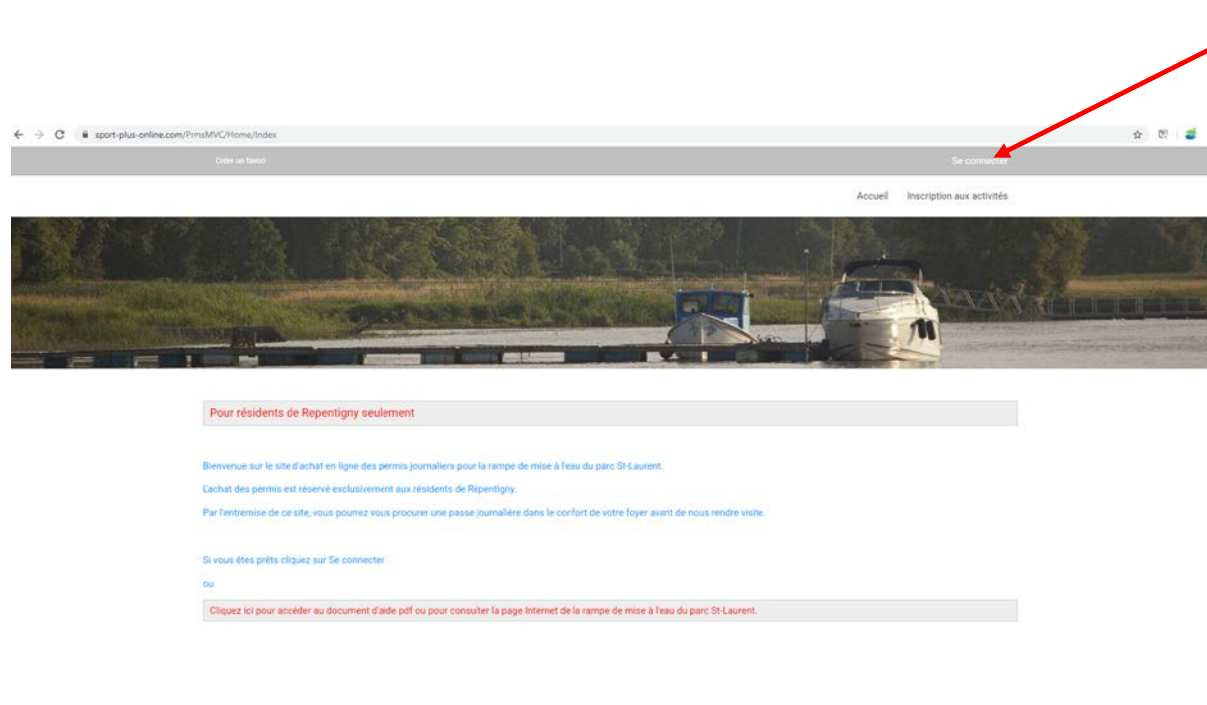 sport-plus-online.com/PrmsMVC/Home/Index
Créer un favori
Se connecter
Accueil Inscription aux activités
Pour résidents de Repentigny seulement
Bienvenue sur le site d'achat en ligne des permis journaliers pour la rampe de mise à l'eau du parc St-Laurent.
L'achat des permis est réservé exclusivement aux résidents de Repentigny.
Par l'entremise de ce site, vous pourrez vous procurer une passe journalière dans le confort de votre foyer avant de nous rendre visite.
Si vous êtes prêts cliquez sur Se connecter
ou
Cliquez ici pour accéder au document d'aide pdf ou pour consulter la page Internet de la rampe de mise à l'eau du parc St-Laurent.